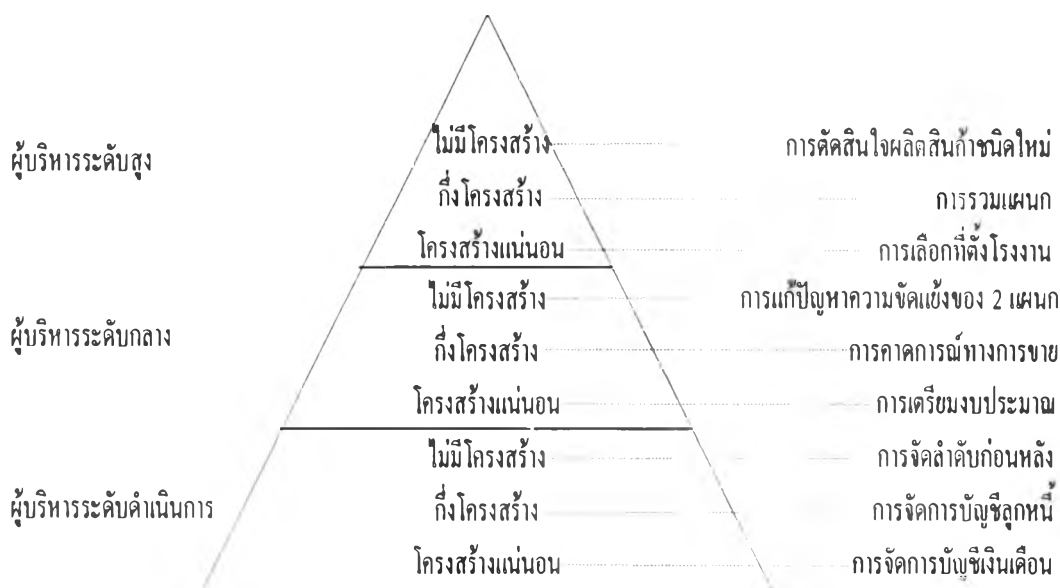 ไม่มีโครงสร้าง การตัดสินใจผลิตสินค้าชนิดใหม่
ผู้บริหารระดับสูง
กึ่งโครงสร้าง การรวมแผนก
โครงสร้างแน่นอน การเลือกที่ตั้งโรงงาน
ไม่มีโครงสร้าง การแก้ปัญหาความขัดแย้งของ 2 แผนก
ผู้บริหารระดับกลาง
กึ่งโครงสร้าง การคาดการณ์ทางการขาย
โครงสร้างแน่นอน การเตรียมงบประมาณ
ไม่มีโครงสร้าง การจัดลำดับก่อนหลัง
ผู้บริหารระดับดำเนินการ กึ่งโครงสร้าง การจัดการบัญชีลูกหนี้
โครงสร้างแน่นอน การจัดการบัญชีเงินเดือน